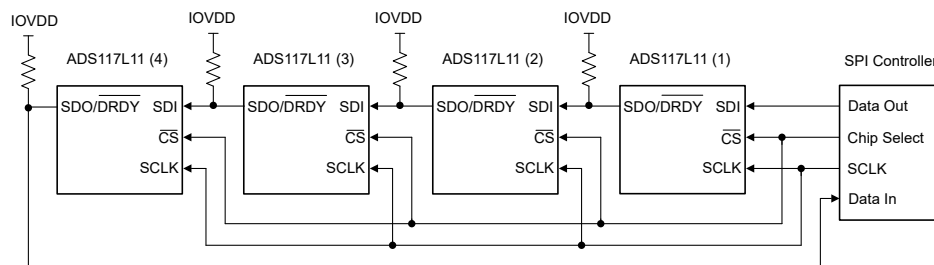 IOVDD
IOVDD
IOVDD
IOVDD
ADS117L11 (4)
ADS117L11 (3)
ADS117L11 (2)
ADS117L11 (1)
SPI Controller
SDO/DRDY SDI
CS
SCLK
SDO/DRDY SDI
CS
SCLK
SDO/DRDY SDI
CS
SCLK
SDO/DRDY SDI
CS
SCLK
Data Out
Chip Select
SCLK
Data In